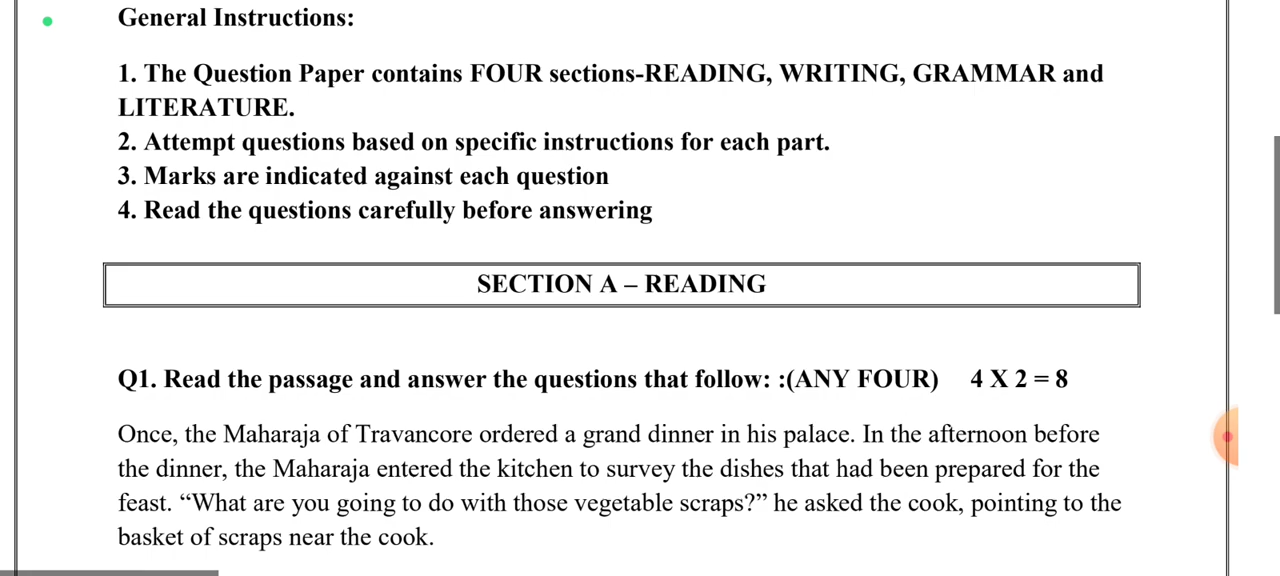 General Instructions:
1. The Question Paper contains FOUR sections-READING, WRITING, GRAMMAR and
LITERATURE.
2. Attempt questions based on specific instructions for each part.
3. Marks are indicated against each question
4. Read the questions carefully before answering
SECTION A – READING
Q1. Read the passage and answer the questions that follow: :(ANY FOUR) 4 X 2 = 8
Once, the Maharaja of Travancore ordered a grand dinner in his palace. In the afternoon before
the dinner, the Maharaja entered the kitchen to survey the dishes that had been prepared for the
feast. “What are you going to do with those vegetable scraps?” he asked the cook, pointing to the
basket of scraps near the cook.